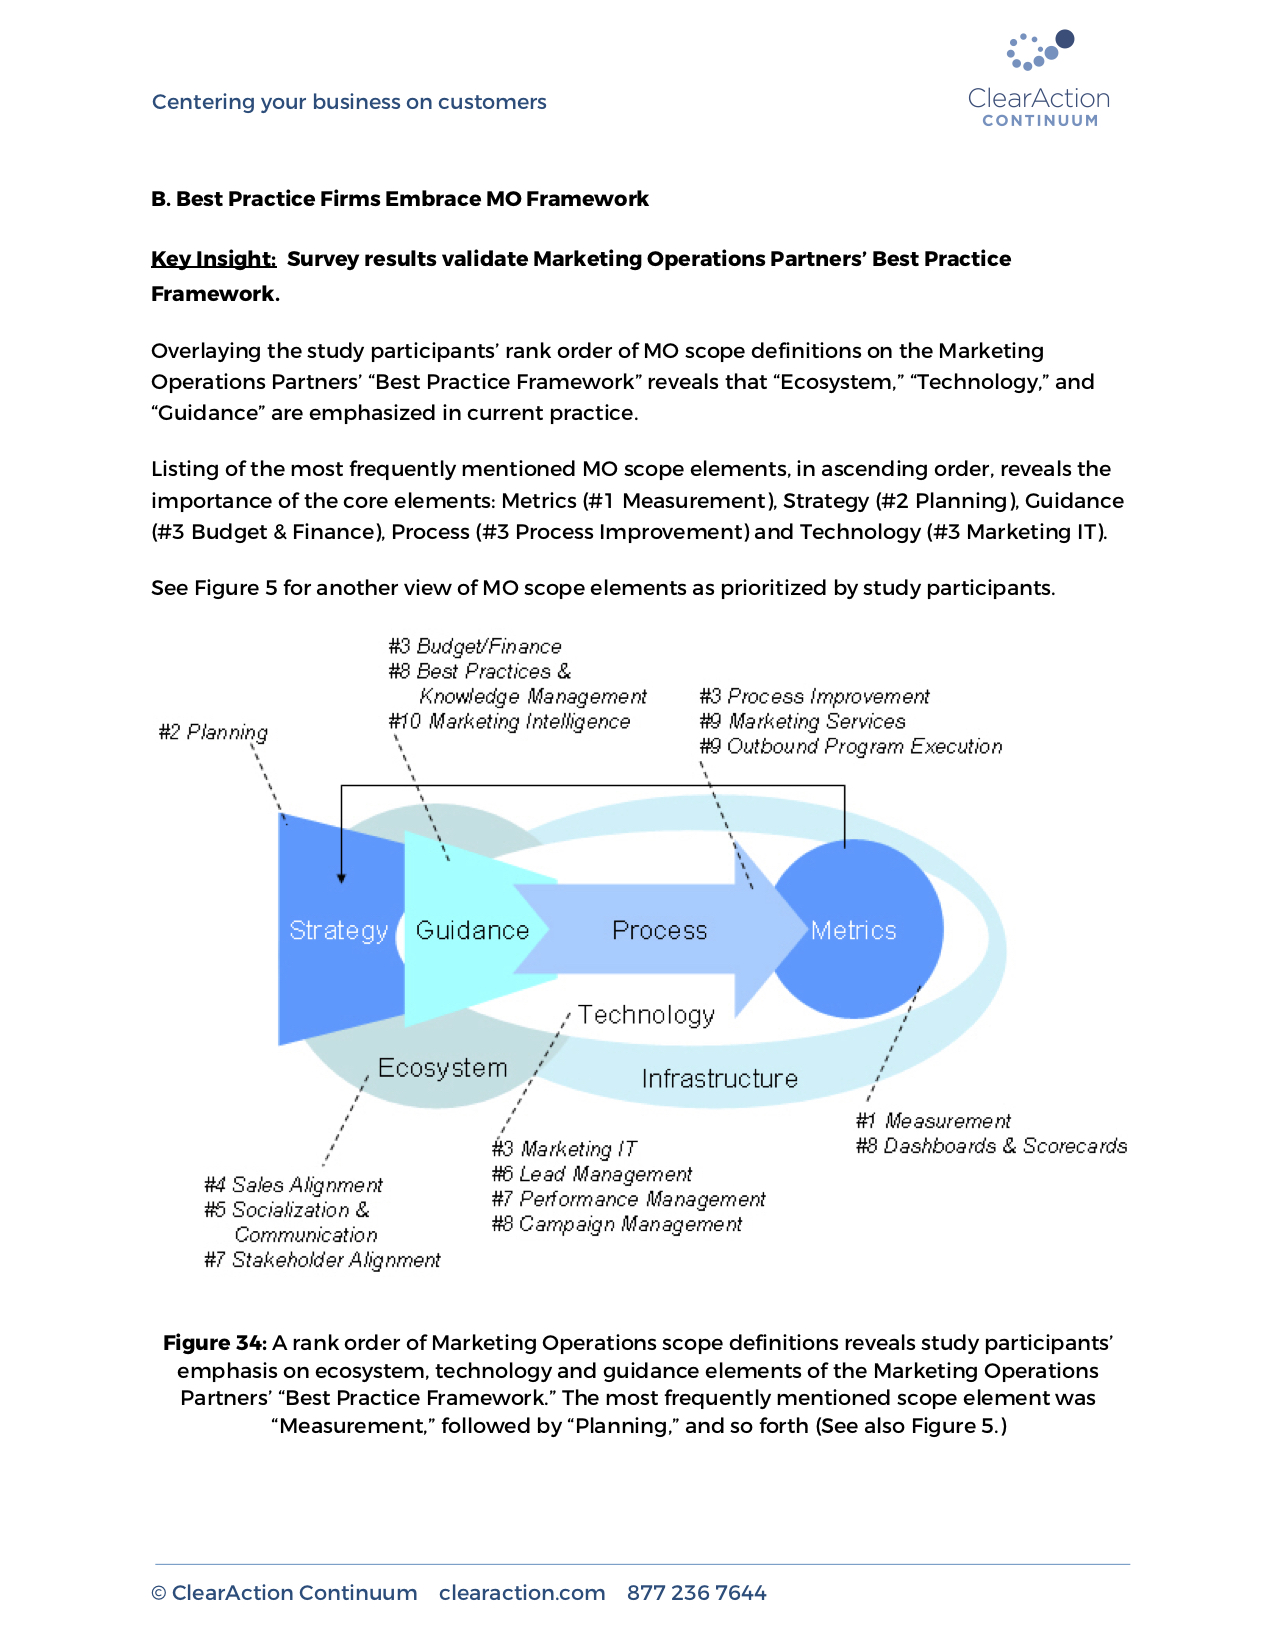 Centering your business on customers
ClearAction
CONTINUUM
B. Best Practice Firms Embrace MO Framework
Key Insight:  Survey results validate Marketing Operations Partners’ Best Practice
Framework.
Overlaying the study participants’ rank order of MO scope definitions on the Marketing
Operations Partners’ “Best Practice Framework” reveals that “Ecosystem,” “Technology,” and
“Guidance” are emphasized in current practice.
Listing of the most frequently mentioned MO scope elements, in ascending order, reveals the
importance of the core elements: Metrics (#1 Measurement), Strategy (#2 Planning), Guidance
(#3 Budget & Finance), Process (#3 Process Improvement) and Technology (#3 Marketing IT).
See Figure 5 for another view of MO scope elements as prioritized by study participants.
#2 Planning
#3 Budget/Finance
#8 Best Practices &
Knowledge Management
#10 Marketing Intelligence
#3 Process Improvement
#9 Marketing Services
#9 Outbound Program Execution
Strategy
Guidance
Process
Metrics
Technology
Ecosystem
Infrastructure
#4 Sales Alignment
#5 Socialization &
Communication
#7 Stakeholder Alignment
#3 Marketing IT
#6 Lead Management
#7 Performance Management
#8 Campaign Management
#1 Measurement
#8 Dashboards & Scorecards
Figure 34: A rank order of Marketing Operations scope definitions reveals study participants’
emphasis on ecosystem, technology and guidance elements of the Marketing Operations
Partners’ “Best Practice Framework.” The most frequently mentioned scope element was
“Measurement,” followed by “Planning,” and so forth (See also Figure 5.)
© ClearAction Continuum    clearaction.com    877 236 7644